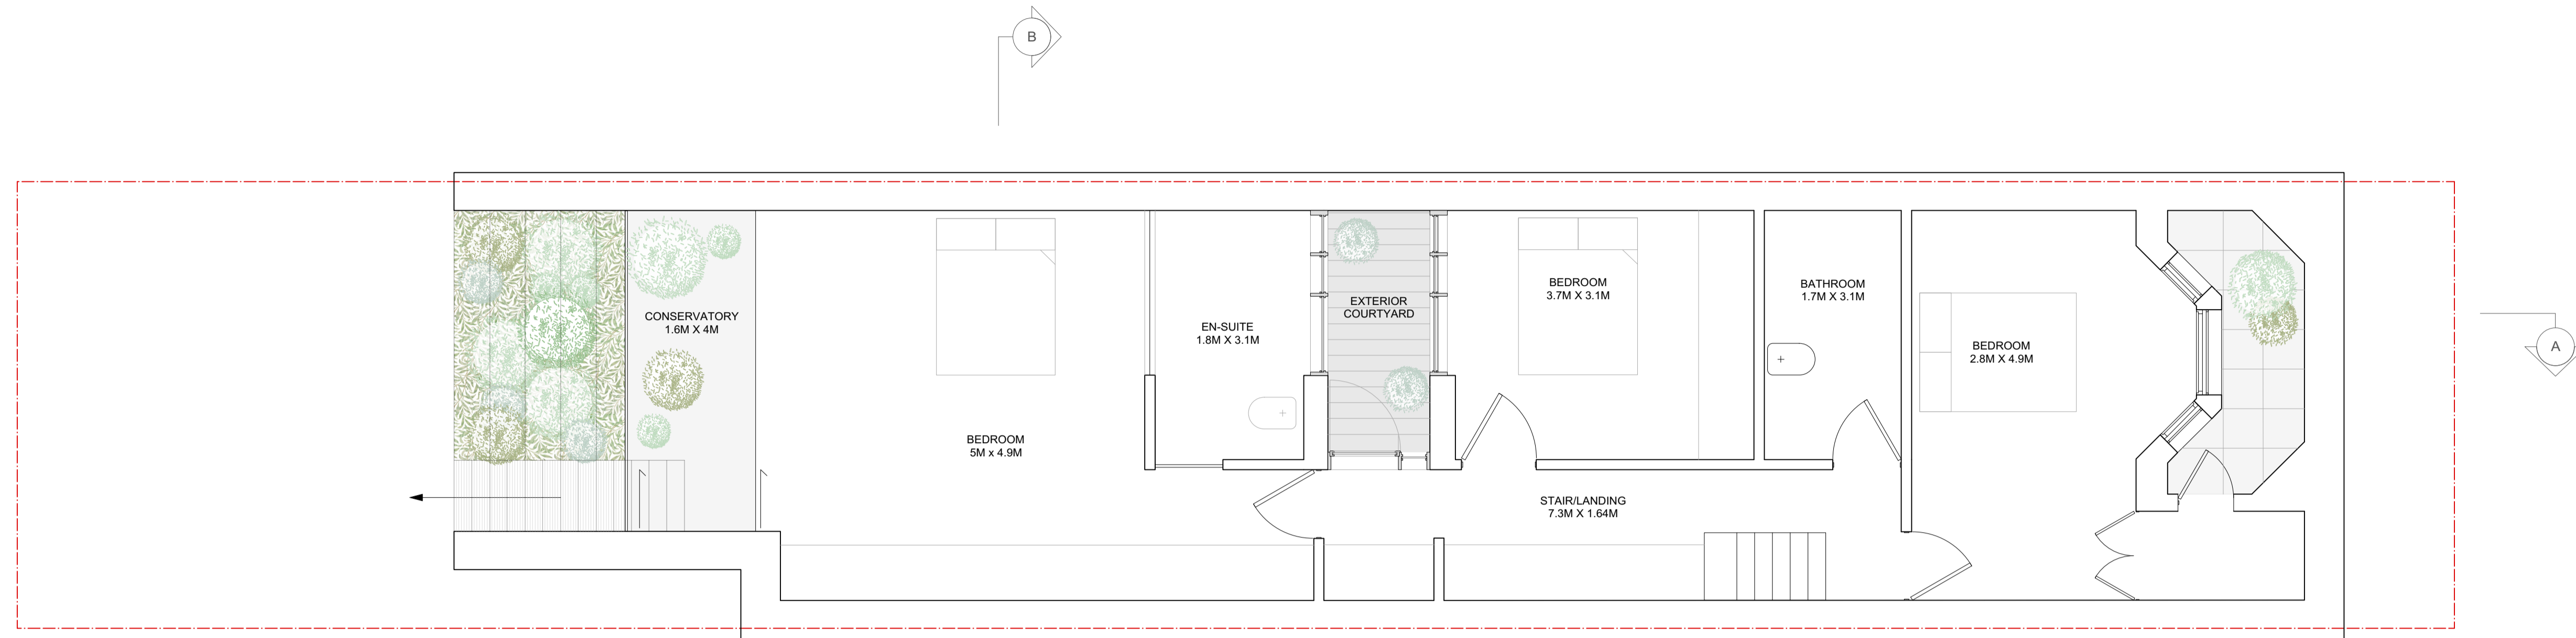 B
CONSERVATORY
1.6M X 4M
BEDROOM
5M x 4.9M
EN-SUITE
1.8M X 3.1M
EXTERIOR
COURTYARD
BEDROOM
3.7M X 3.1M
STAIR/LANDING
7.3M X 1.64M
BATHROOM
1.7M X 3.1M
BEDROOM
2.8M X 4.9M
A